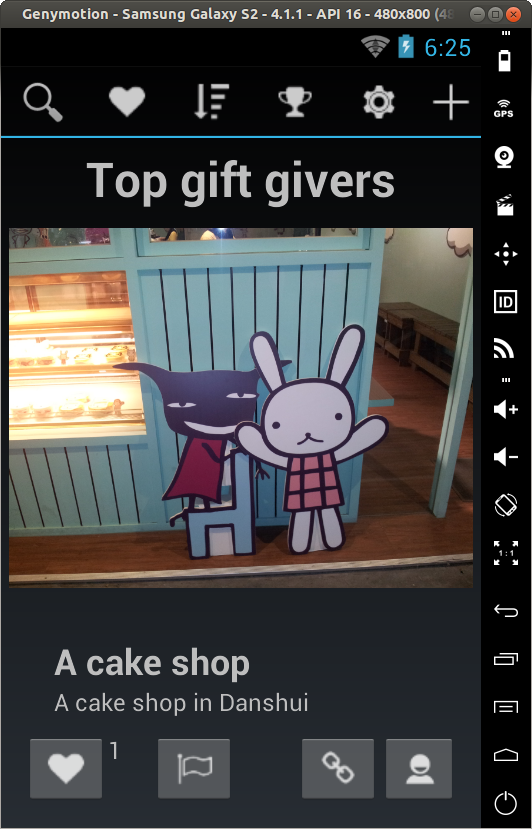 Genymotion - Samsung Galaxy S2 - 4.1.1 - API 16 - 480x800 (48
6:25
GPS
Top gift givers
ID
1:1
A cake shop
A cake shop in Danshui
1